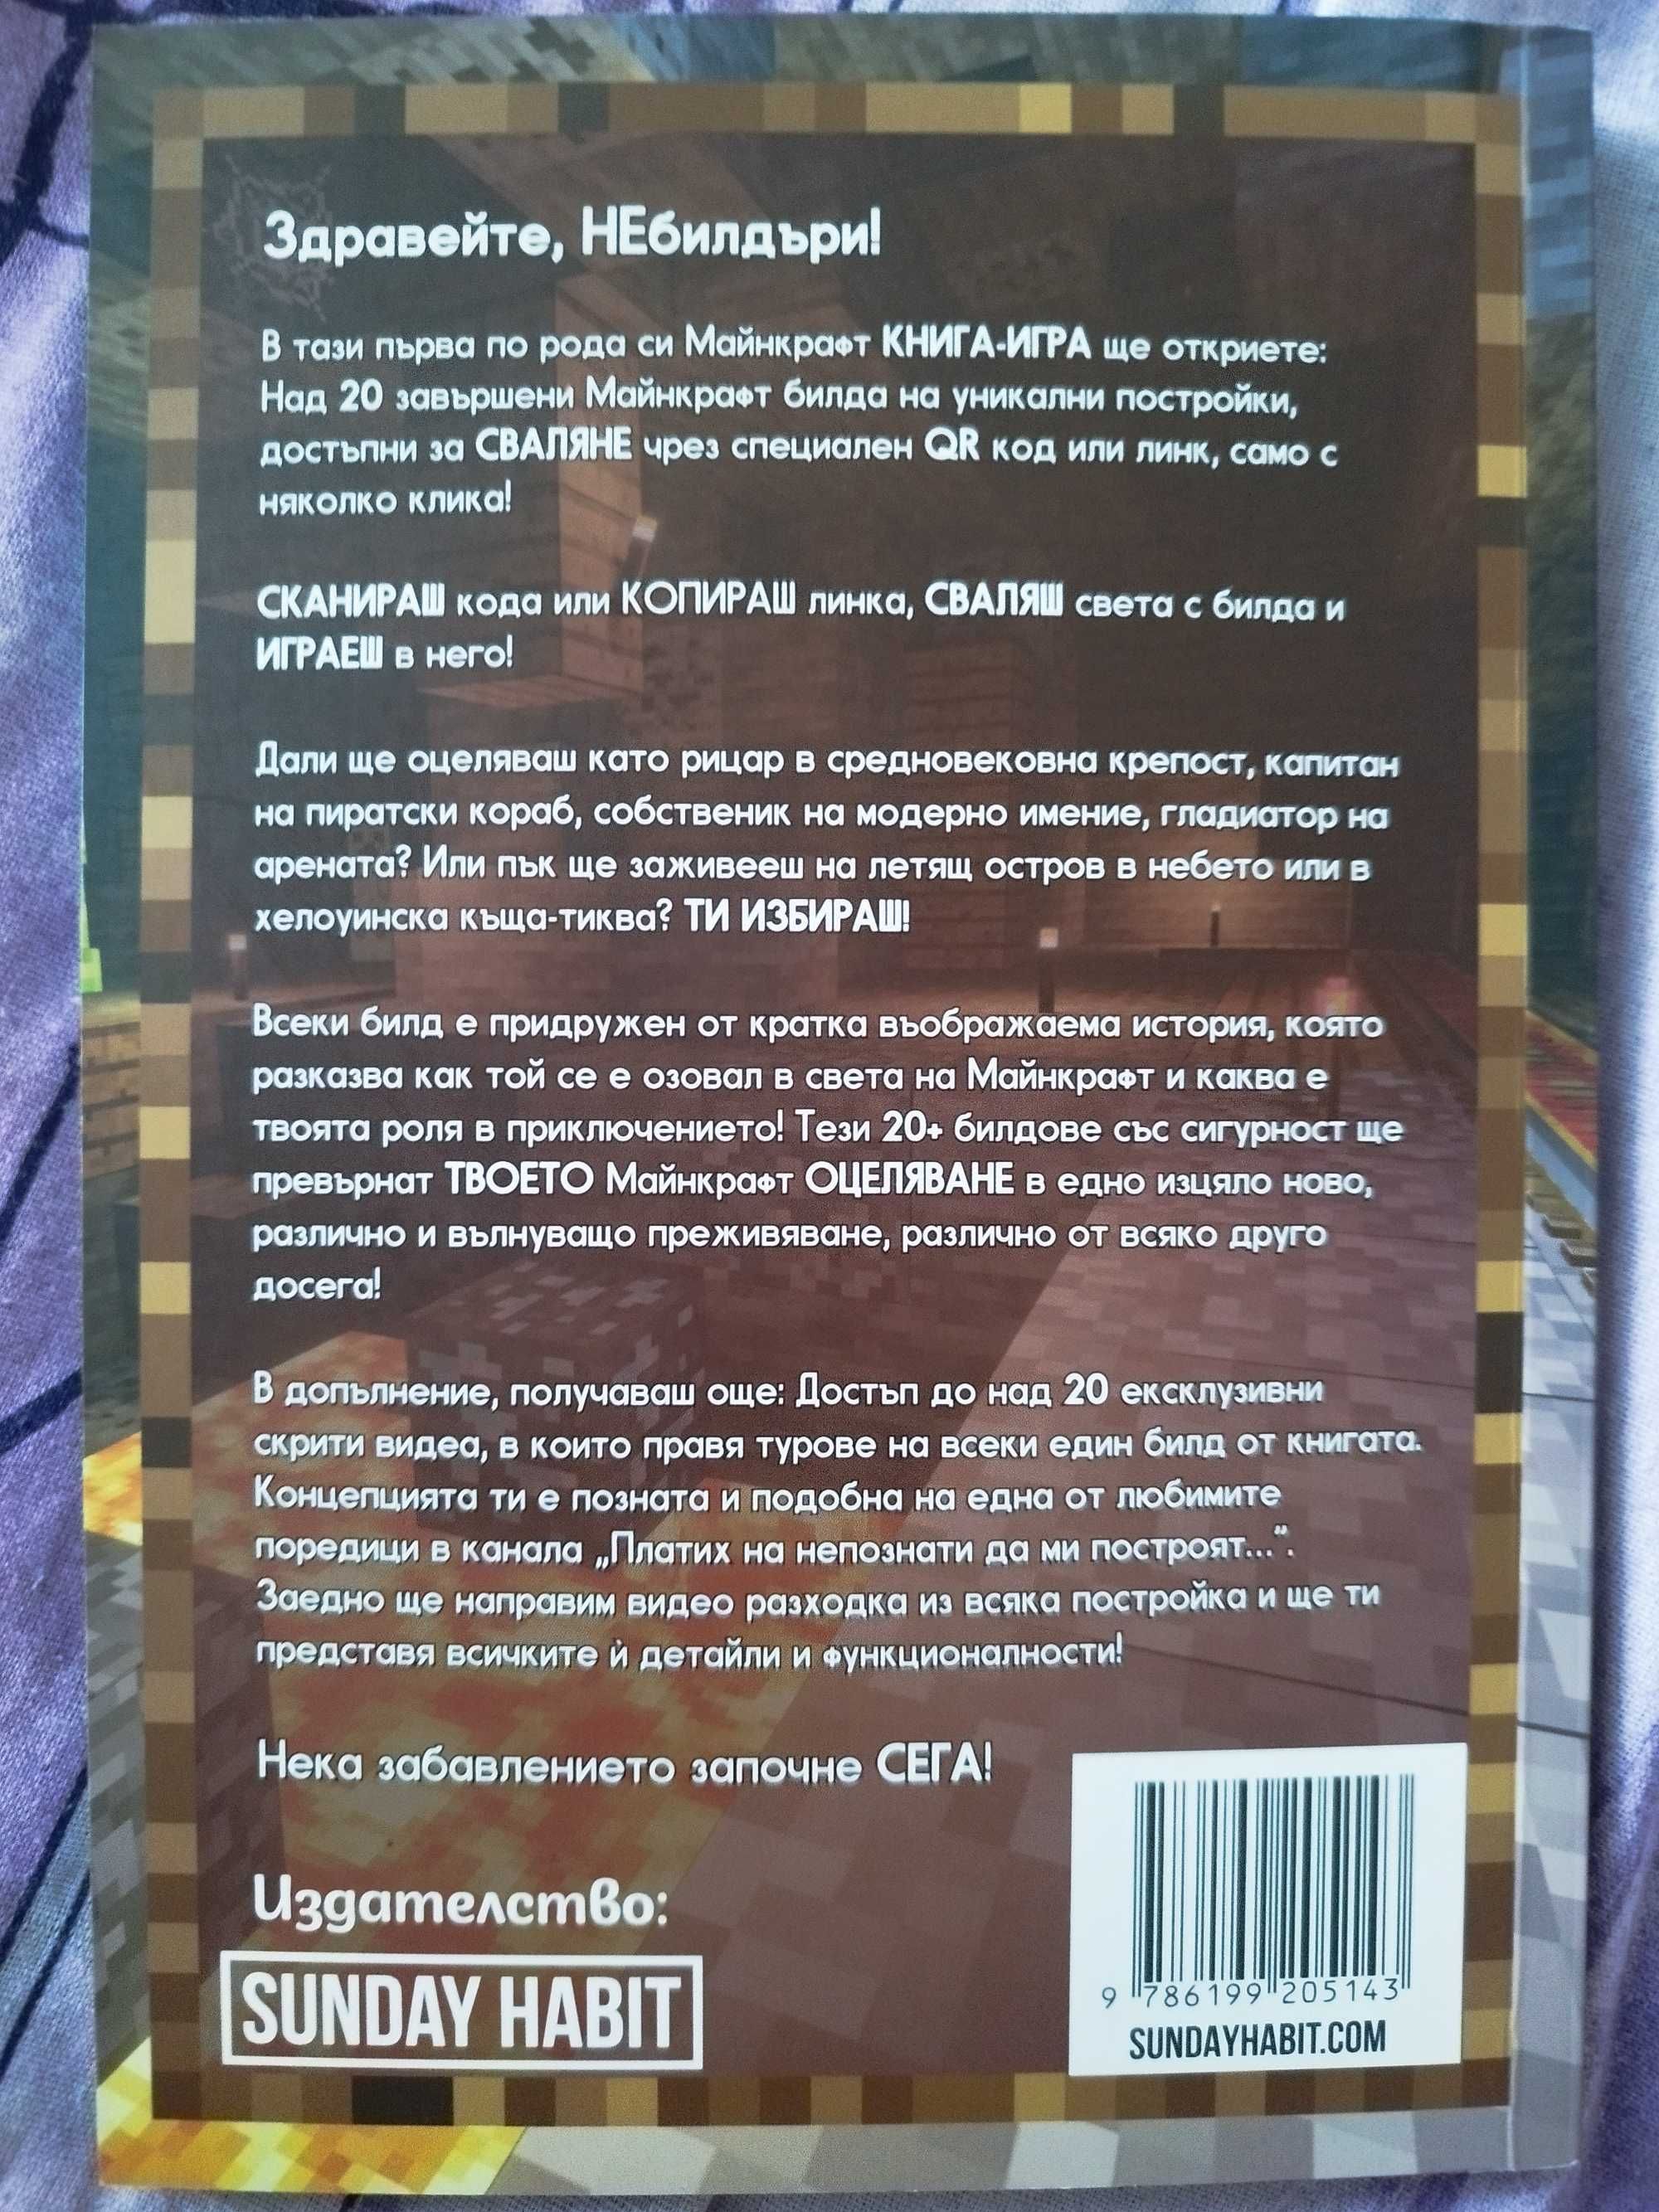 Здравейте, НЕбилдъри!
В тази първа по рода си Майнкрафт КНИГА-ИГРА ще откриете:
Над 20 завършени Майнкрафт билда на уникални постройки,
достъпни за СВАЛЯНЕ чрез специален QR код или линк, само с
няколко клика!
СКАНИРАШ кода или КОПИРАШ линка, СВАЛЯШ света с билда и
ИГРАЕШ в него!
Дали ще оцеляваш като рицар в средновековна крепост, капитан
на пиратски кораб, собственик на модерно имение, гладиатор на
арената? Или пък ще заживееш на летящ остров в небето или в
хелоуинска къща-тиква? ТИ ИЗБИРАШ!
Всеки билд е придружен от кратка въображаема история, която
разказва как той се е озовал в света на Майнкрафт и каква е
твоята роля в приключението! Тези 20+ билдове със сигурност ще
превърнат ТВОЕТО Майнкрафт ОЦЕЛЯВАНЕ в едно изцяло ново,
различно и вълнуващо преживяване, различно от всяко друго
досега!
В допълнение, получаваш още: Достъп до над 20 ексклузивни
скрити видеа, в които правя турове на всеки един билд от книгата.
Концепцията ти е позната и подобна на една от любимите
поредици в канала „Платих на непознати да ми построят...“.
Заедно ще направим видео разходка из всяка постройка и ще ти
представя всичките ѝ детайли и функционалности!
Нека забавлението започне СЕГА!
Издателство:
SUNDAY HABIT
9 786199 205143
SUNDAYHABIT.COM